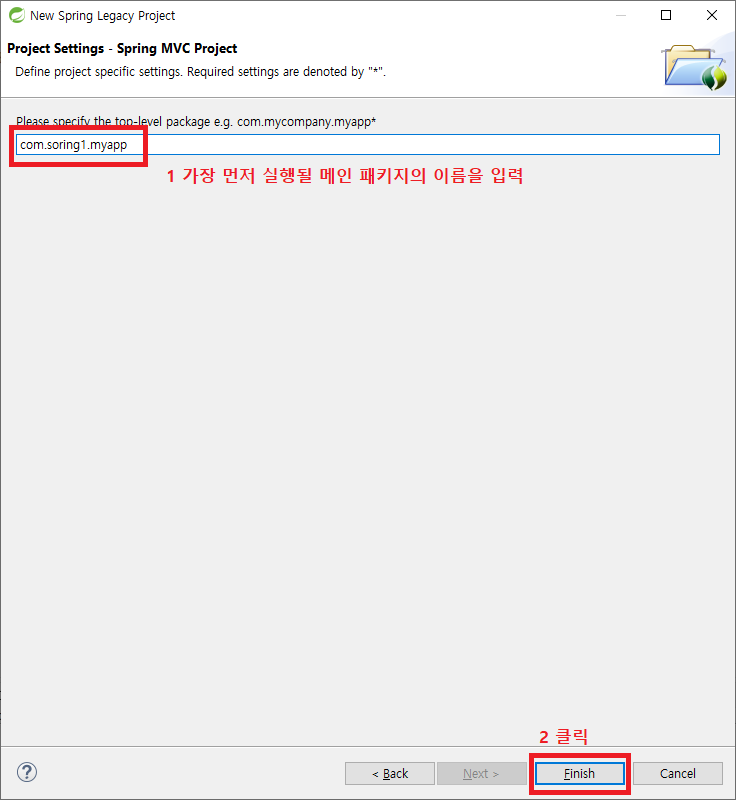 New Spring Legacy Project
Project Settings - Spring MVC Project
Define project specific settings. Required settings are denoted by "*".
Please specify the top-level package e.g. com.mycompany.myapp*
com.soring1.myapp
1 가장 먼저 실행될 메인 패키지의 이름을 입력
2 클릭
?
< Back
Next >
Finish
Cancel